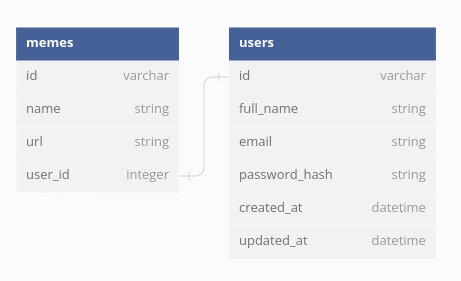 memes
id varchar
name string
url string
user_id integer
users
id varchar
full_name string
email string
password_hash string
created_at datetime
updated_at datetime